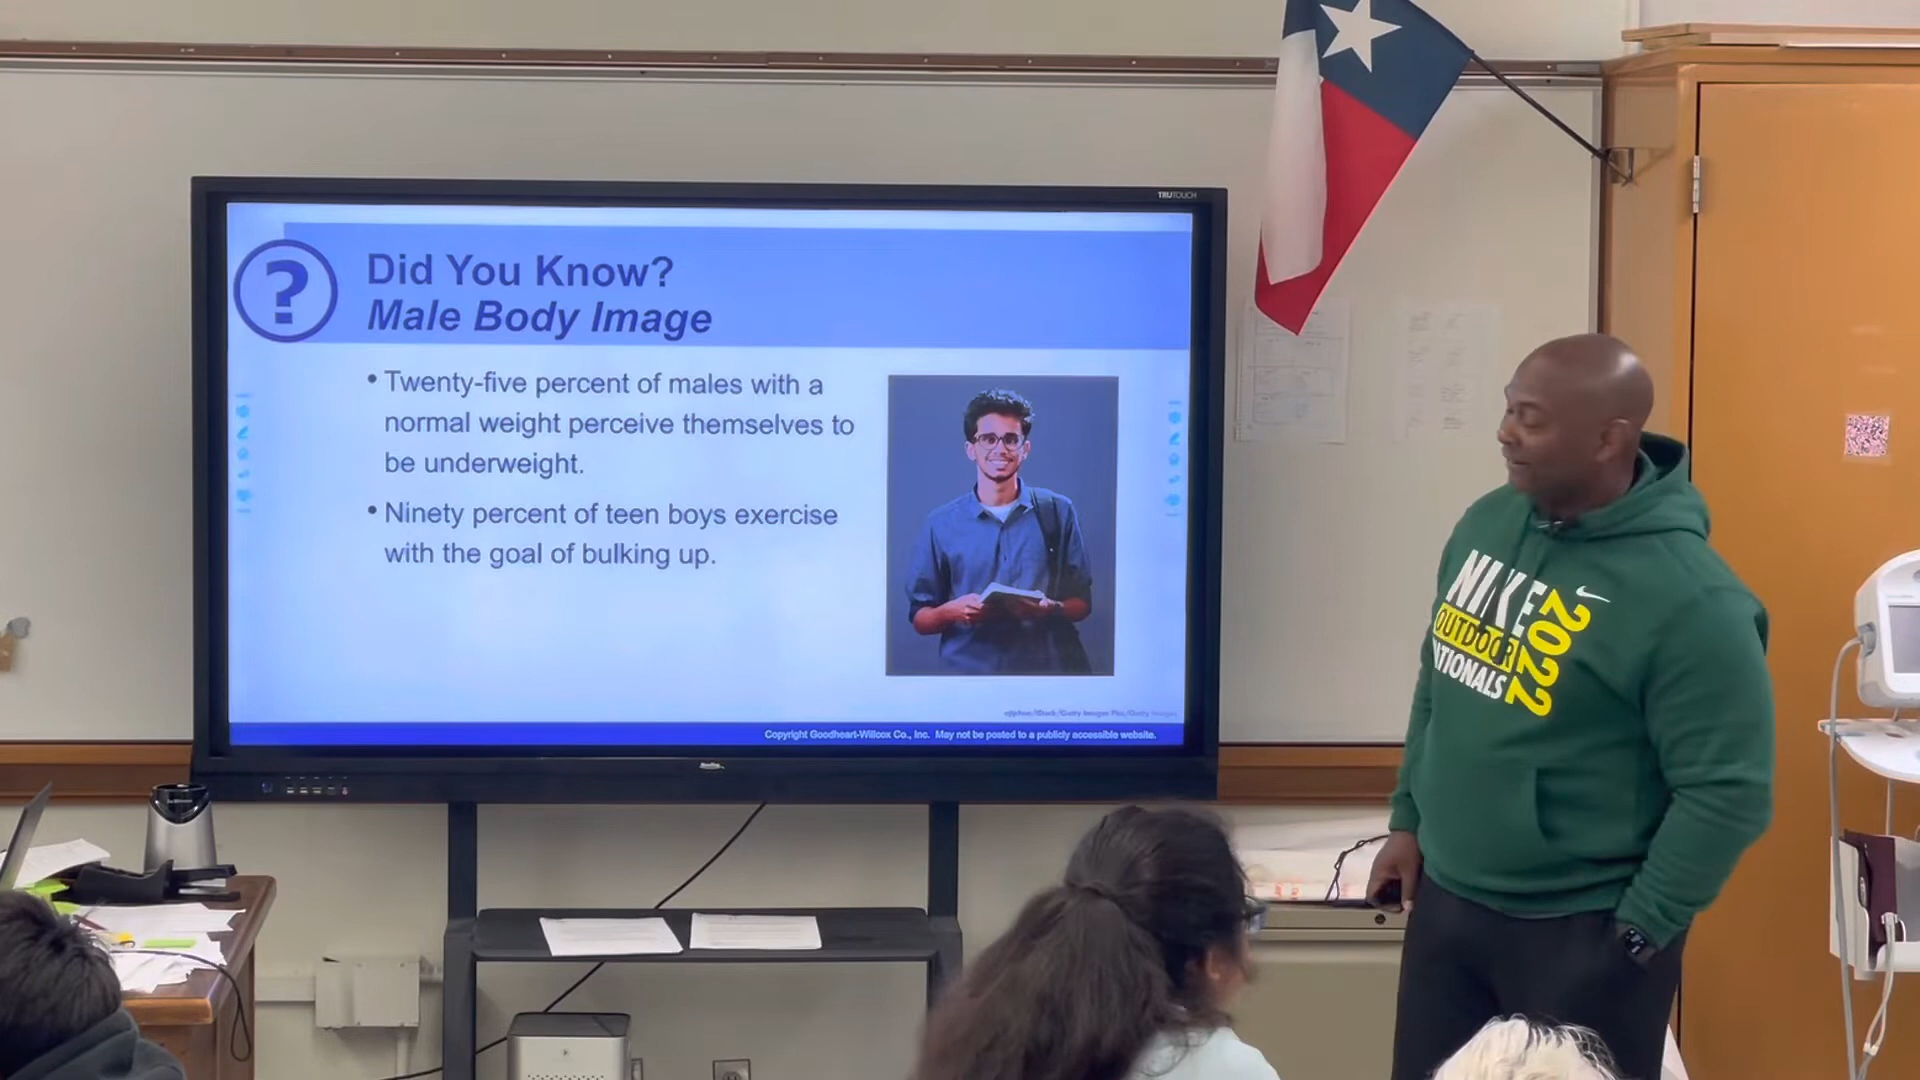 TRUTOUCH
?
Did You Know?
Male Body Image
• Twenty-five percent of males with a
normal weight perceive themselves to
be underweight.
• Ninety percent of teen boys exercise
with the goal of bulking up.
Copyright Goodheart-Willcox Co., Inc. May not be posted to a publicly accessible website.
NIKE
OUTDOOR
TIONALS
2022